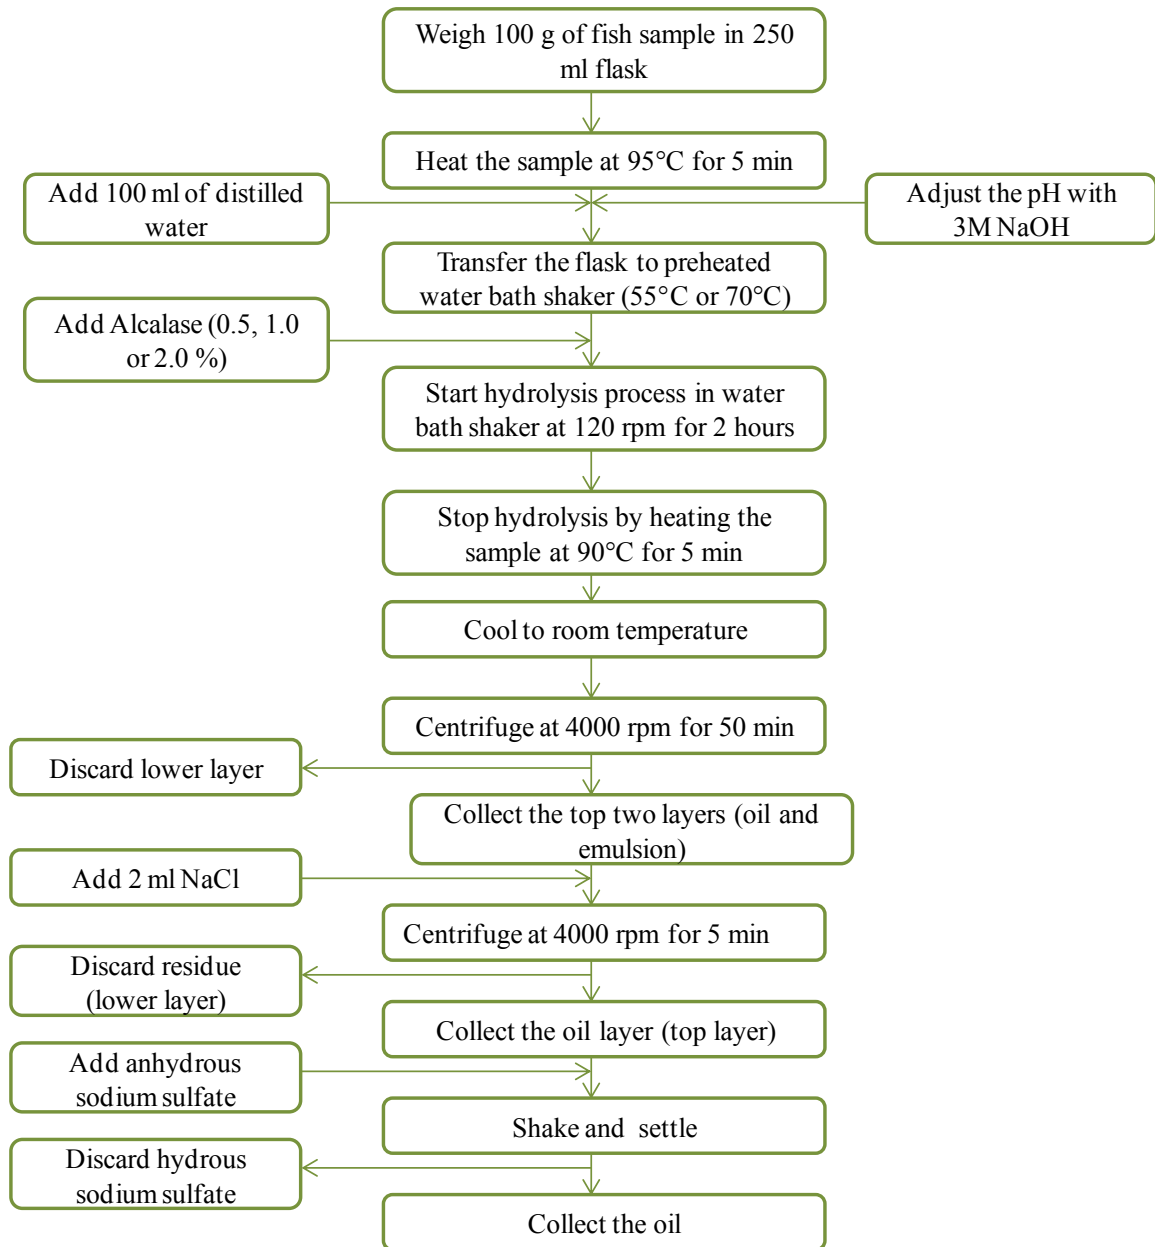 Weigh 100 g of fish sample in 250
ml flask
Heat the sample at 95°C for 5 min
Add 100 ml of distilled
water
Adjust the pH with
3M NaOH
Transfer the flask to preheated
water bath shaker (55°C or 70°C)
Add Alcalase (0.5, 1.0
or 2.0 %)
Start hydrolysis process in water
bath shaker at 120 rpm for 2 hours
Stop hydrolysis by heating the
sample at 90°C for 5 min
Cool to room temperature
Centrifuge at 4000 rpm for 50 min
Discard lower layer
Collect the top two layers (oil and
emulsion)
Add 2 ml NaCl
Centrifuge at 4000 rpm for 5 min
Discard residue
(lower layer)
Collect the oil layer (top layer)
Add anhydrous
sodium sulfate
Shake and settle
Discard hydrous
sodium sulfate
Collect the oil